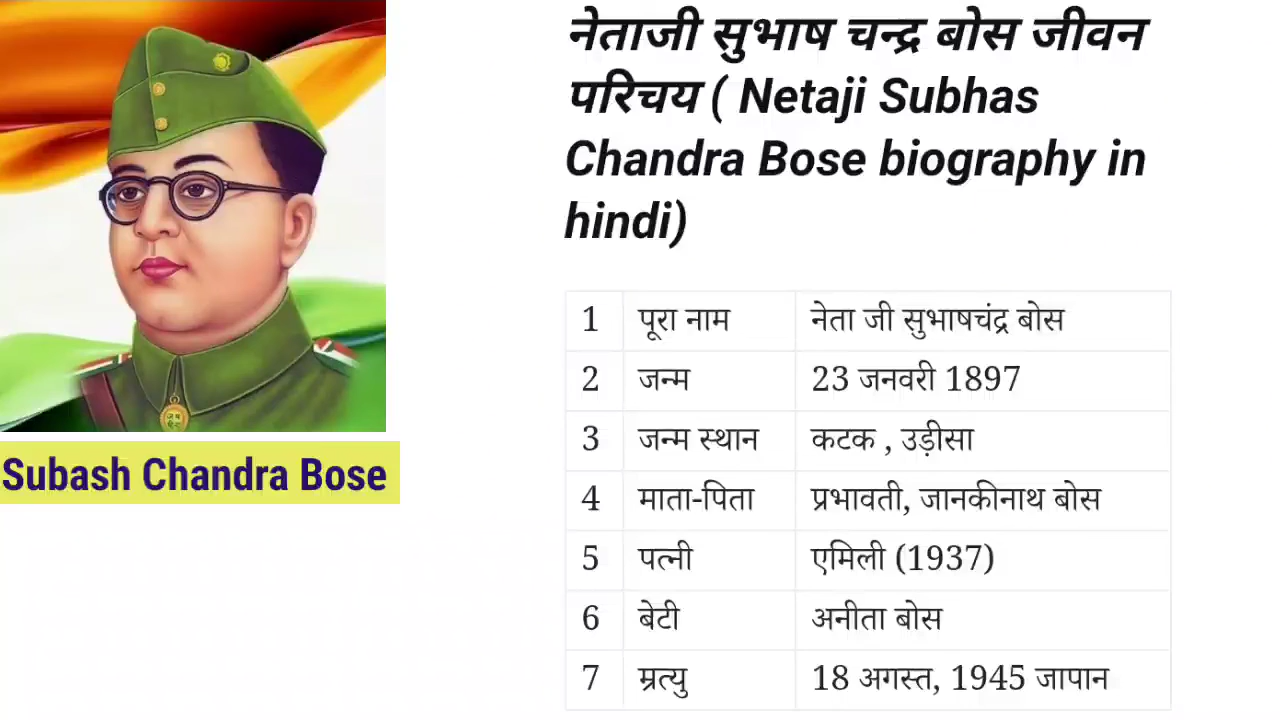 नेताजी सुभाष चन्द्र बोस जीवन
परिचय ( Netaji Subhas
Chandra Bose biography in
hindi)
Subash Chandra Bose
1 पूरा नाम नेता जी सुभाषचंद्र बोस
2 जन्म 23 जनवरी 1897
3 जन्म स्थान कटक , उड़ीसा
4 माता-पिता प्रभावती, जानकीनाथ बोस
5 पत्नी एमिली (1937)
6 बेटी अनीता बोस
7 म्रत्यु 18 अगस्त, 1945 जापान